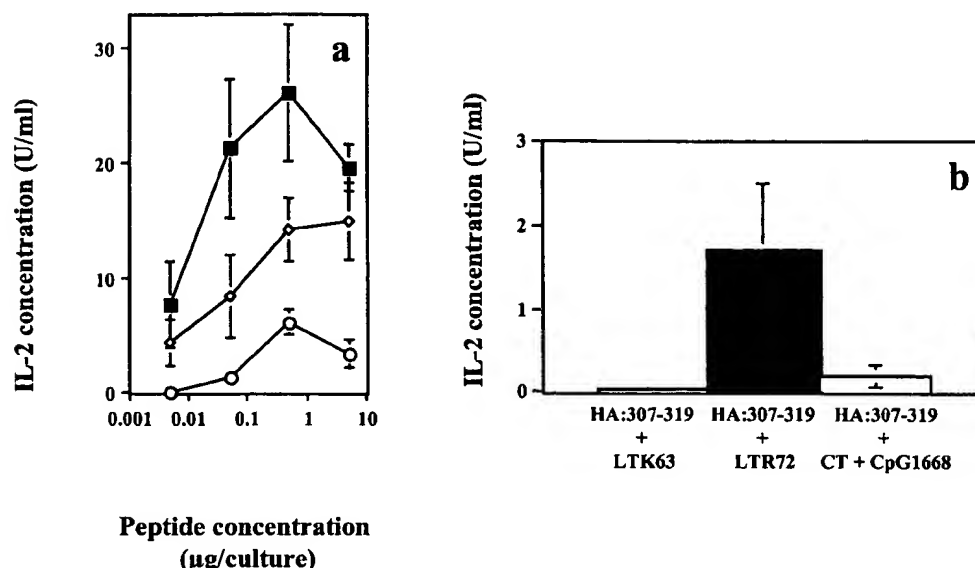 a
IL-2 concentration (U/ml)
30
20
10
0
0.001 0.01 0.1 1 10
Peptide concentration
(µg/culture)
b
IL-2 concentration (U/ml)
3
2
1
0
HA:307-319 HA:307-319 HA:307-319
+ + +
LTK63 LTR72 CT + CpG1668